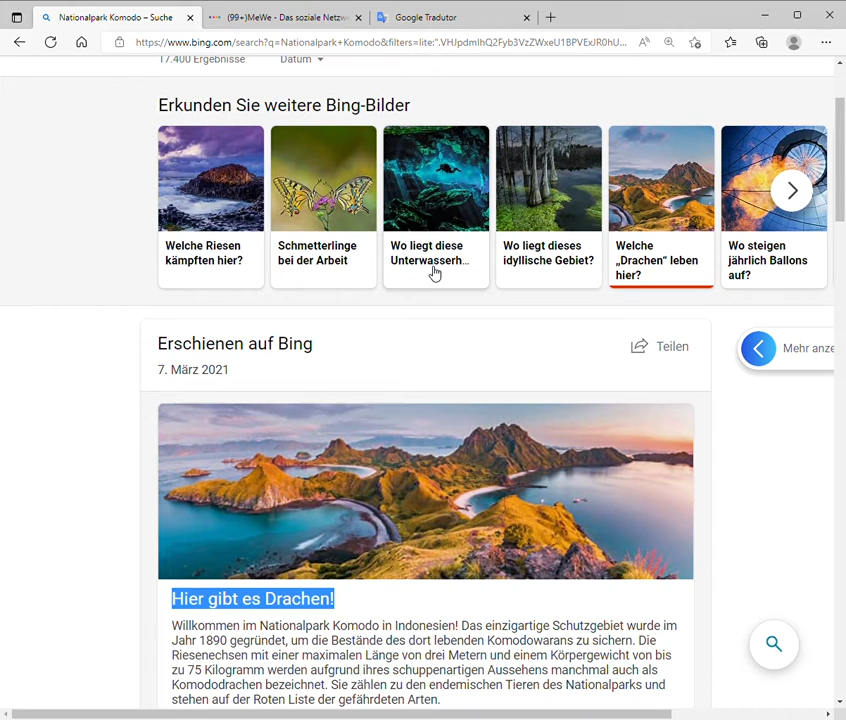 Nationalpark Komodo – Suche
(99+)MeWe - Das soziale Netzw
Google Tradutor
https://www.bing.com/search?q=Nationalpark+Komodo&filters=lite:".VHJpdmlhQ2Fyb3VzZWxeU1BPVExJR0hU...
17.400 Ergebnisse
Datum
Erkunden Sie weitere Bing-Bilder
Welche Riesen
kämpften hier?
Schmetterlinge
bei der Arbeit
Wo liegt diese
Unterwasserh...
Wo liegt dieses
idyllische Gebiet?
Welche
„Drachen“ leben
hier?
Wo steigen
jährlich Ballons
auf?
Erschienen auf Bing
Teilen
7. März 2021
Mehr anze
Hier gibt es Drachen!
Willkommen im Nationalpark Komodo in Indonesien! Das einzigartige Schutzgebiet wurde im
Jahr 1890 gegründet, um die Bestände des dort lebenden Komodowarans zu sichern. Die
Riesenechsen mit einer maximalen Länge von drei Metern und einem Körpergewicht von bis
zu 75 Kilogramm werden aufgrund ihres schuppenartigen Aussehens manchmal auch als
Komododrachen bezeichnet. Sie zählen zu den endemischen Tieren des Nationalparks und
stehen auf der Roten Liste der gefährdeten Arten.